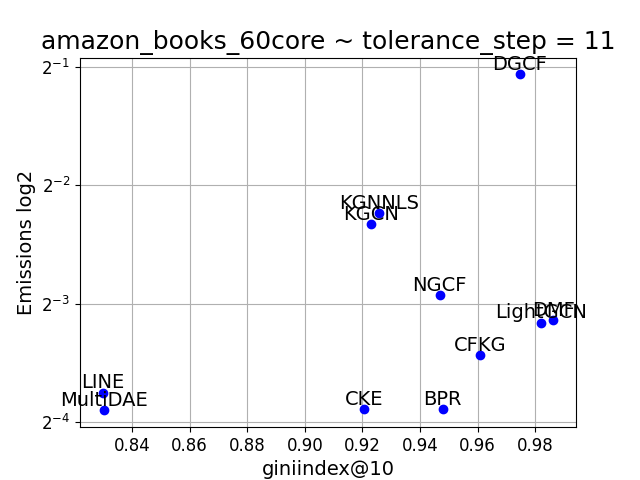 amazon_books_60core ~ tolerance_step = 11
Emissions log2
2^-1
2^-2
2^-3
2^-4
DGCF
KGNNLS
KGCN
NGCF
DMF
LightGCN
CFKG
LINE
MultiDAE
CKE
BPR
0.84 0.86 0.88 0.90 0.92 0.94 0.96 0.98
giniindex@10